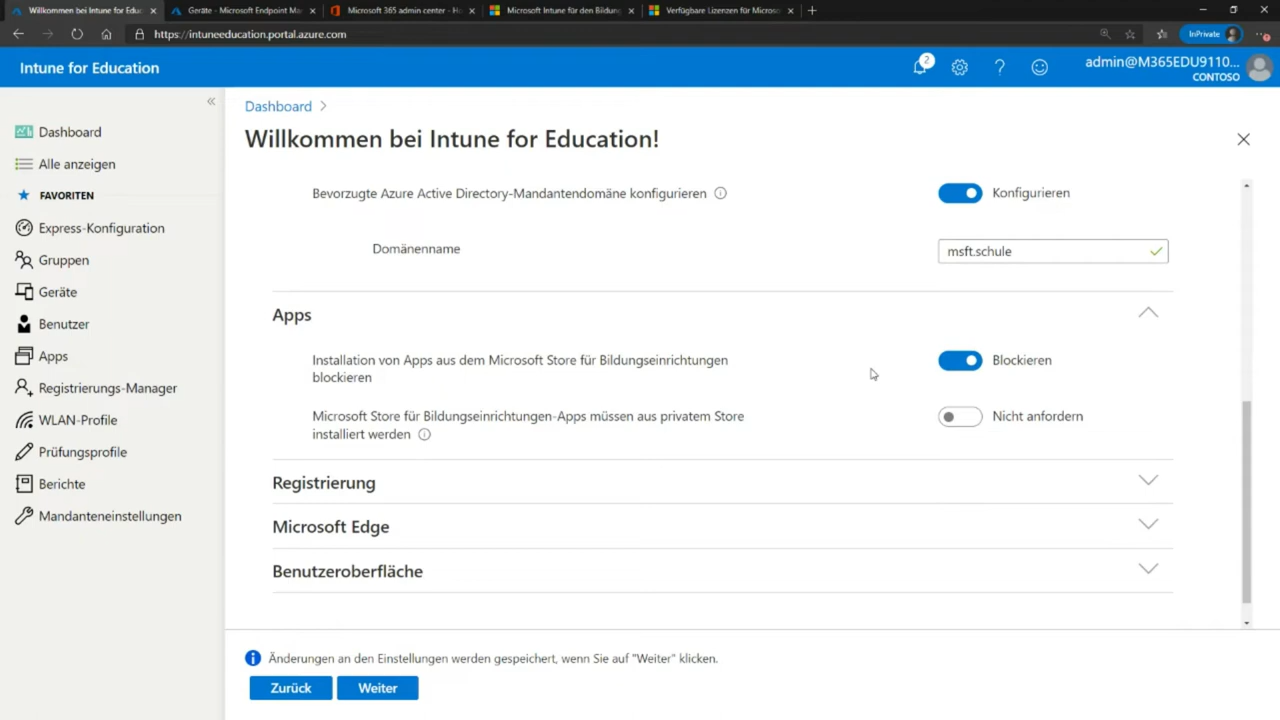 Willkommen bei Intune for Edu
Geräte - Microsoft Endpoint Ma
Microsoft 365 admin center - H
Microsoft Intune für den Bildun
Verfügbare Lizenzen für Micros
https://intuneeducation.portal.azure.com
InPrivate
Intune for Education
2
admin@M365EDU9110...
CONTOSO
Dashboard
Alle anzeigen
FAVORITEN
Express-Konfiguration
Gruppen
Geräte
Benutzer
Apps
Registrierungs-Manager
WLAN-Profile
Prüfungsprofile
Berichte
Mandanteneinstellungen
Dashboard
Willkommen bei Intune for Education!
Bevorzugte Azure Active Directory-Mandantendomäne konfigurieren
Konfigurieren
Domänenname
msft.schule
Apps
Installation von Apps aus dem Microsoft Store für Bildungseinrichtungen
blockieren
Blockieren
Microsoft Store für Bildungseinrichtungen-Apps müssen aus privatem Store
installiert werden
Nicht anfordern
Registrierung
Microsoft Edge
Benutzeroberfläche
Änderungen an den Einstellungen werden gespeichert, wenn Sie auf "Weiter" klicken.
Zurück
Weiter